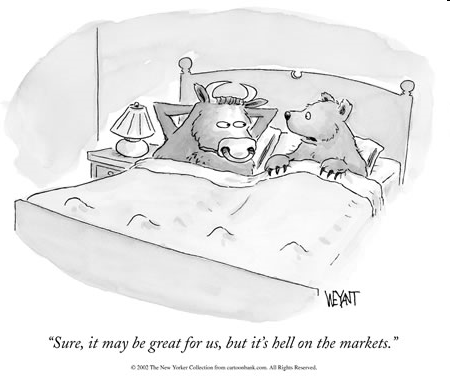 WEYANT
“Sure, it may be great for us, but it’s hell on the markets.”
© 2002 The New Yorker Collection from cartoonbank.com. All Rights Reserved.